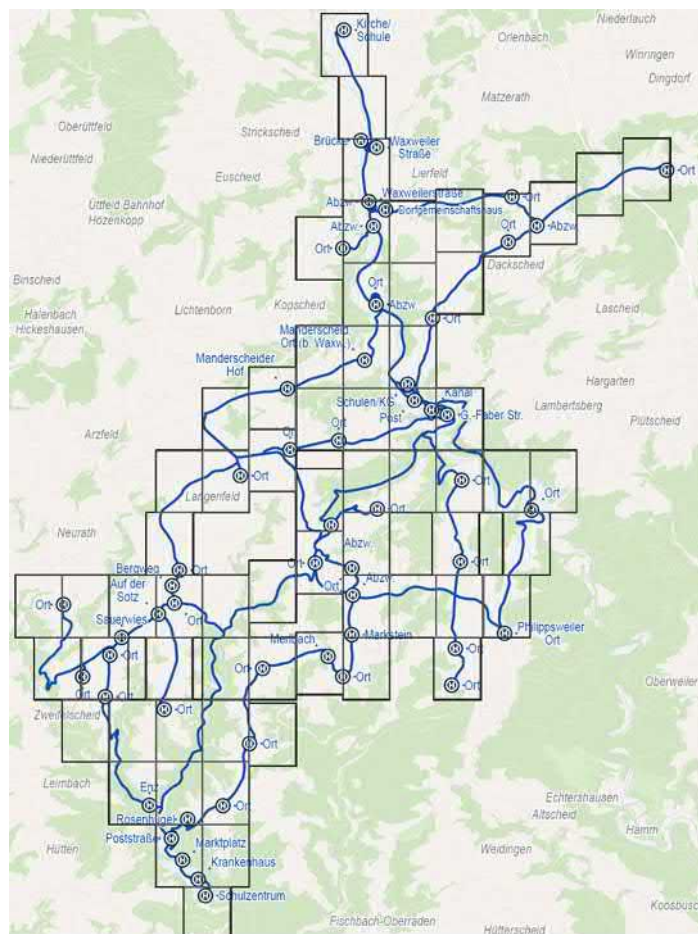 Kirche/
Schule
Niederlauch
Orlenbach
Winringen
Dingdorf
Matzerath
Oberüttfeld
Strickscheid
Brücke
Waxweiler
Straße
Niederüttfeld
Euscheid
Lierfeld
Ort
Üttfeld Bahnhof
Hözenkopp
Abzw.
Waxweilerstraße
Dorfgemeinschaftshaus
Ort
Abzw.
Abzw.
Ort
Ort
Dackscheid
Binscheid
Ort
Abzw.
Halenbach
Hickeshausen
Lichtenborn
Kopscheid
Lascheid
Ort
Manderscheid
Ort (b. Waxw.)
Manderscheider
Hof
Hargarten
Schulen/KG
Kanal
Post
G.-Faber Str.
Lambertsberg
Plütscheid
Arzfeld
Ort
Ort
Ort
Ort
Langenfeld
Ort
Ort
Neurath
Abzw.
Bergweg
Ort
Ort
Ort
Abzw.
Auf der
Sotz
Ort
Ort
Ort
Sauerwies
Markstein
Philippsweiler
Ort
Merlbach
Ort
Ort
Ort
Ort
Ort
Ort
Oberweiler
Zweifelscheid
Ort
Leimbach
Enz
Ort
Echtershausen
Rosenhügel
Altscheid
Hamm
Poststraße
Marktplatz
Hütten
Weidingen
Krankenhaus
Schulzentrum
Koosbusc
Fischbach-Oberraden
Hütterscheid